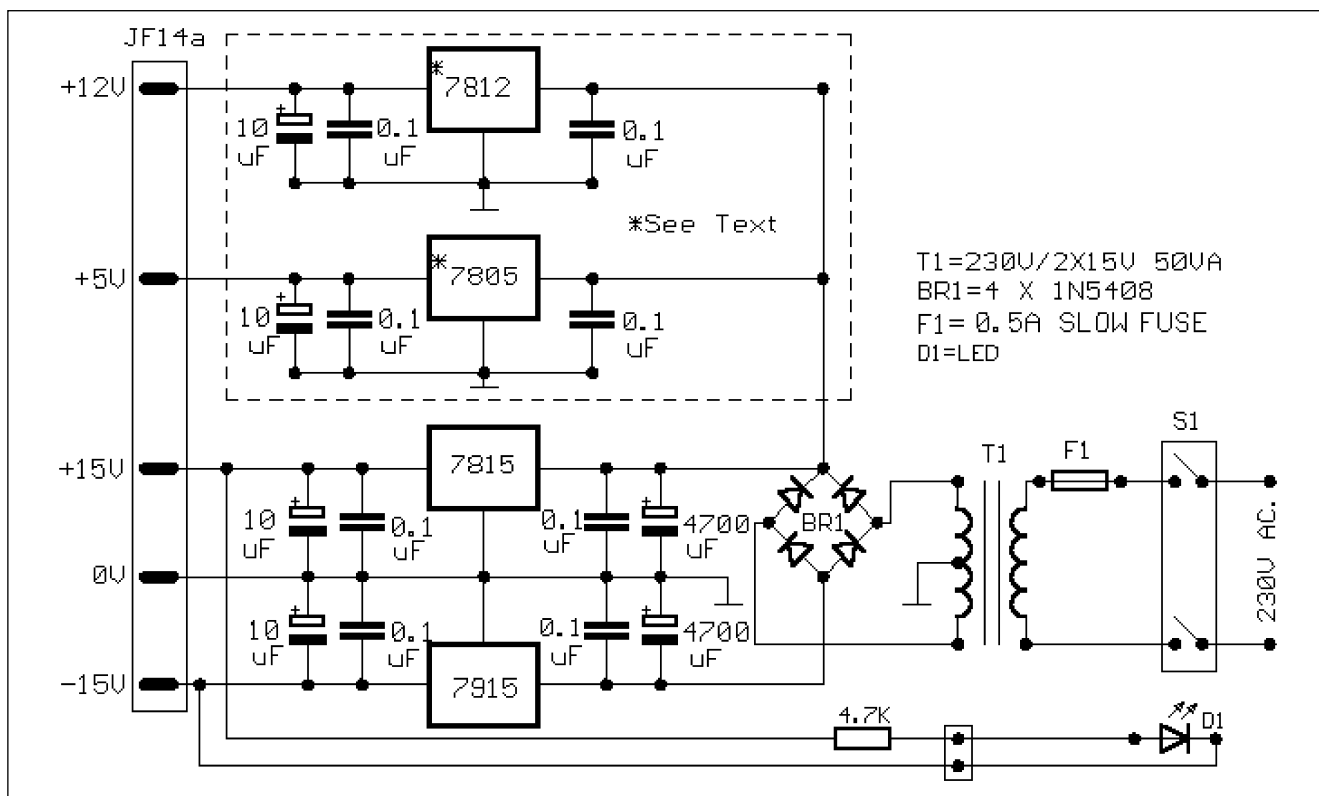 JF14a
+12V
+
10
uF
0.1
uF
*
7812
0.1
uF
*See Text
+5V
+
10
uF
0.1
uF
*
7805
0.1
uF
T1=230V/2X15V 50VA
BR1=4 X 1N5408
F1= 0.5A SLOW FUSE
D1=LED
+15V
+
10
uF
0.1
uF
7815
0.1
uF
+
4700
uF
BR1
T1
F1
S1
230V AC.
0V
+
10
uF
0.1
uF
0.1
uF
+
4700
uF
-15V
7915
4.7K
D1